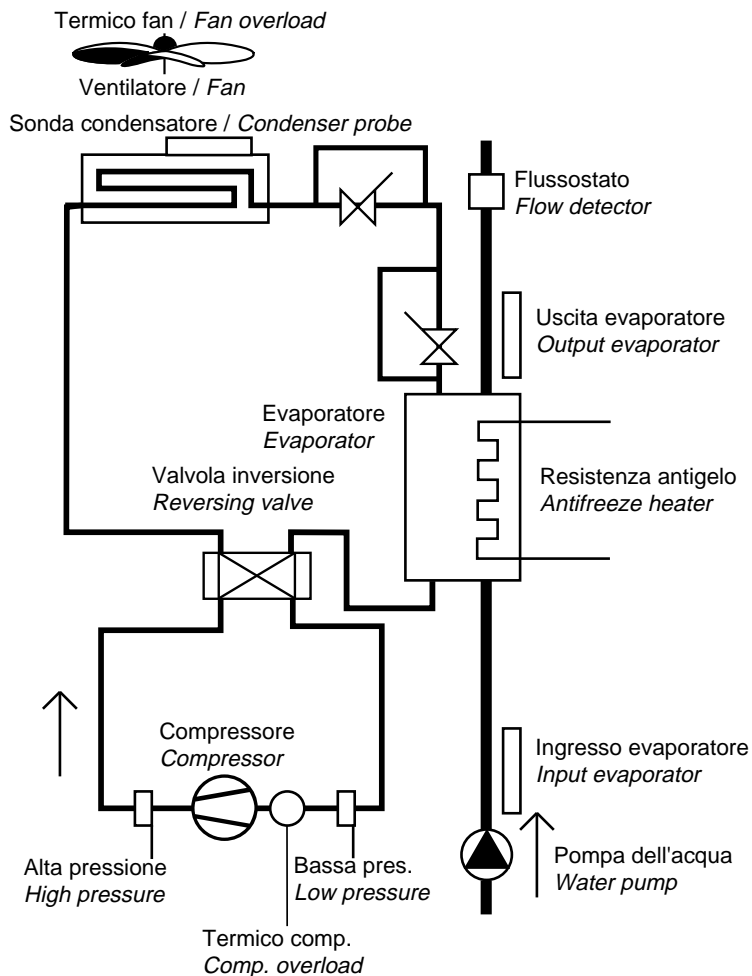 Termico fan / Fan overload
Ventilatore / Fan
Sonda condensatore / Condenser probe
Flussostato
Flow detector
Uscita evaporatore
Output evaporator
Evaporatore
Evaporator
Valvola inversione
Reversing valve
Resistenza antigelo
Antifreeze heater
Compressore
Compressor
Ingresso evaporatore
Input evaporator
Alta pressione
High pressure
Bassa pres.
Low pressure
Pompa dell'acqua
Water pump
Termico comp.
Comp. overload